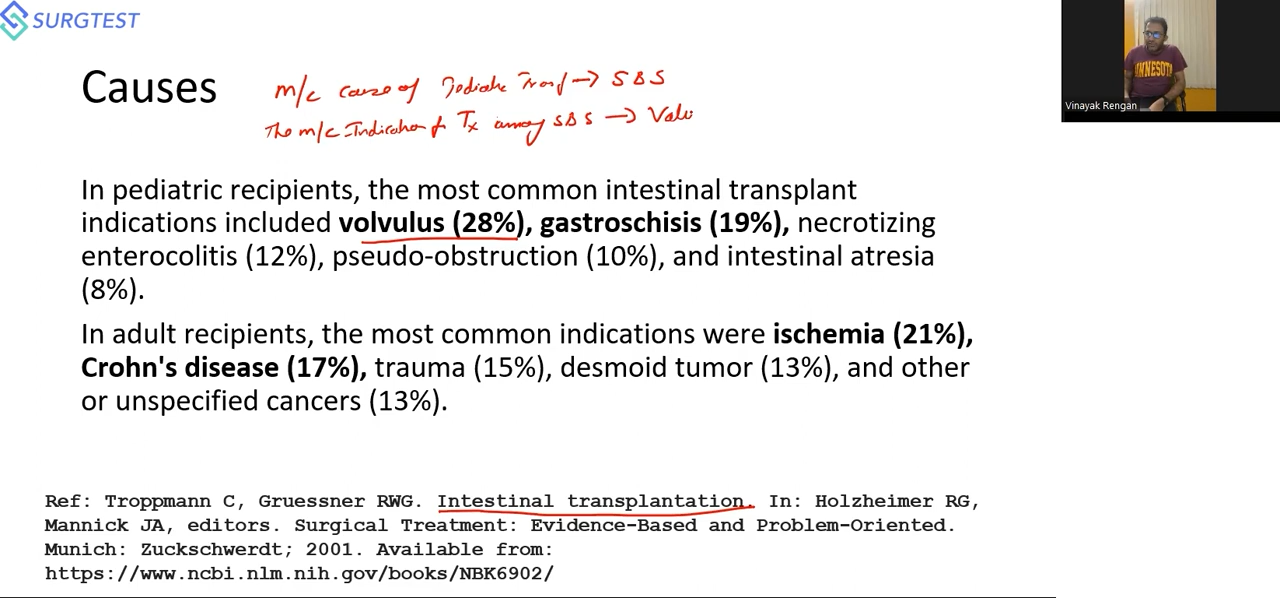 SURGTEST
Causes
m/c cause of Pediatric Transf → SBS
The m/c Indication for Tx among SBS → Volv
In pediatric recipients, the most common intestinal transplant
indications included volvulus (28%), gastroschisis (19%), necrotizing
enterocolitis (12%), pseudo-obstruction (10%), and intestinal atresia
(8%).
In adult recipients, the most common indications were ischemia (21%),
Crohn's disease (17%), trauma (15%), desmoid tumor (13%), and other
or unspecified cancers (13%).
Ref: Troppmann C, Gruessner RWG. Intestinal transplantation. In: Holzheimer RG,
Mannick JA, editors. Surgical Treatment: Evidence-Based and Problem-Oriented.
Munich: Zuckschwerdt; 2001. Available from:
https://www.ncbi.nlm.nih.gov/books/NBK6902/
MINNESOTA
Vinayak Rengan